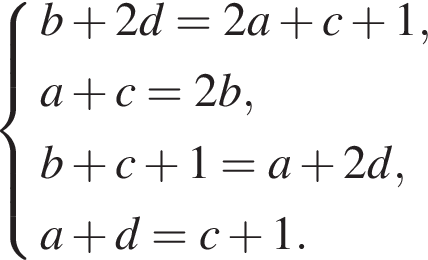 b + 2d = 2a + c + 1,
a + c = 2b,
b + c + 1 = a + 2d,
a + d = c + 1.